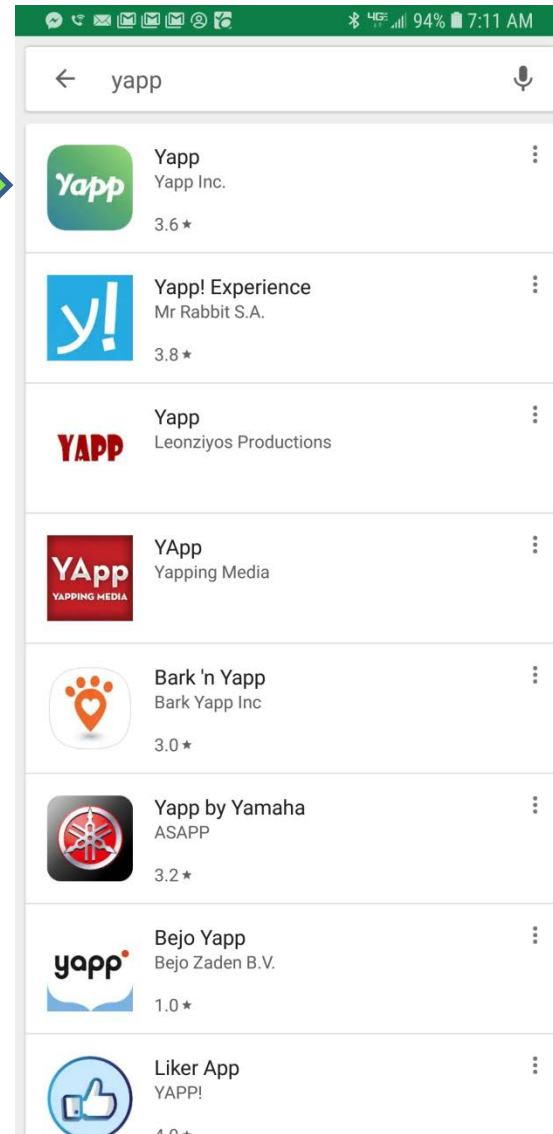 4GE 94% 7:11 AM
yapp
Yapp
Yapp
Yapp Inc.
3.6★
y!
Yapp! Experience
Mr Rabbit S.A.
3.8★
YAPP
Yapp
Leonziyos Productions
YApp
YAPPING MEDIA
YApp
Yapping Media
Bark 'n Yapp
Bark Yapp Inc
3.0★
Yapp by Yamaha
ASAPP
3.2★
yapp
Bejo Yapp
Bejo Zaden B.V.
1.0★
Liker App
YAPP!